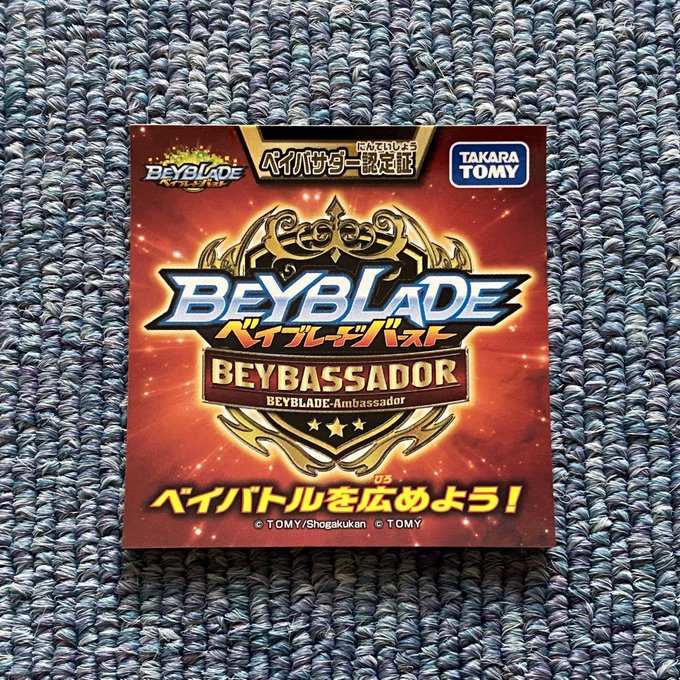 BEYBLADE
ベイブレードバースト
にんていしょう
ベイバサダー認定証
TAKARA
TOMY
BEYBLADE
ベイブレードバースト
BEYBASSADOR
BEYBLADE-Ambassador
ひろ
ベイバトルを広めよう！
© TOMY/Shogakukan © TOMY